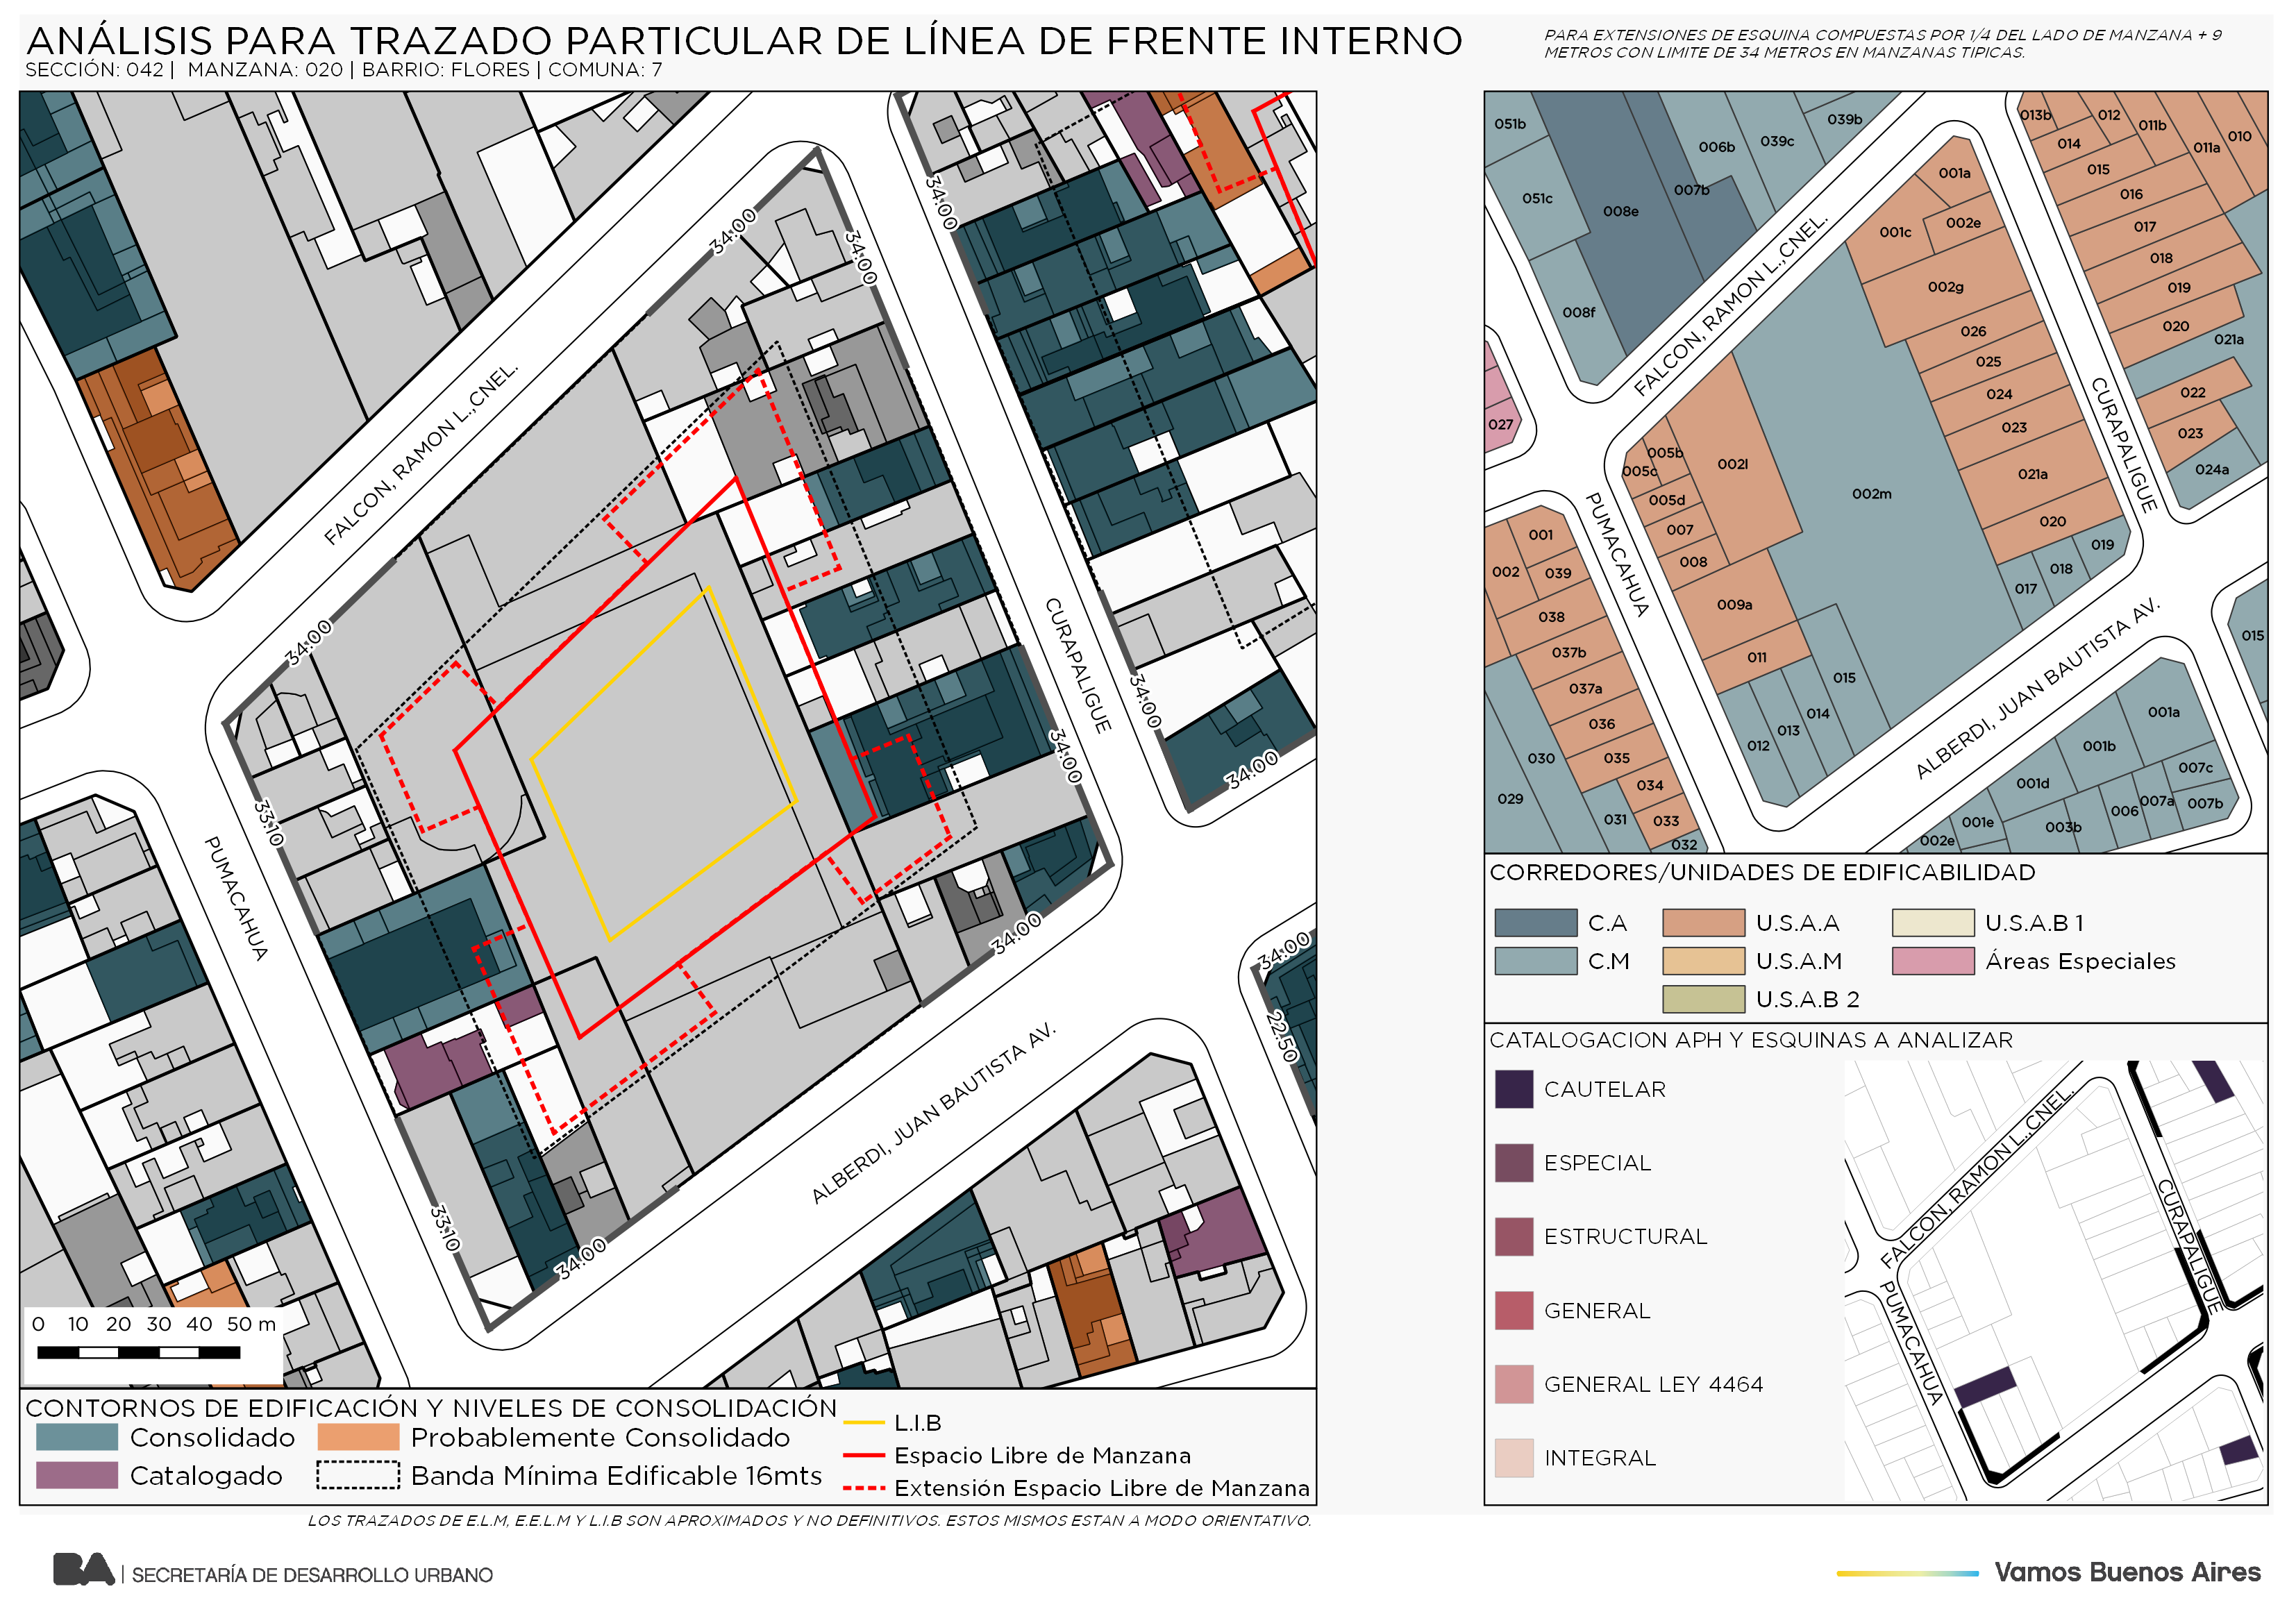 ANÁLISIS PARA TRAZADO PARTICULAR DE LÍNEA DE FRENTE INTERNO
SECCIÓN: 042 | MANZANA: 020 | BARRIO: FLORES | COMUNA: 7
PARA EXTENSIONES DE ESQUINA COMPUESTAS POR 1/4 DEL LADO DE MANZANA + 9
METROS CON LIMITE DE 34 METROS EN MANZANAS TIPICAS.
34.00
34.00
34.00
FALCON, RAMON L.,CNEL.
34.00
33.10
PUMACAHUA
CURAPALIGUE
34.00
34.00
34.00
34.00
34.00
22.50
ALBERDI, JUAN BAUTISTA AV.
33.10
34.00
0 10 20 30 40 50 m
CONTORNOS DE EDIFICACIÓN Y NIVELES DE CONSOLIDACIÓN
Consolidado
Probablemente Consolidado
Catalogado
Banda Mínima Edificable 16mts
L.I.B
Espacio Libre de Manzana
Extensión Espacio Libre de Manzana
LOS TRAZADOS DE E.L.M, E.E.L.M Y L.I.B SON APROXIMADOS Y NO DEFINITIVOS. ESTOS MISMOS ESTAN A MODO ORIENTATIVO.
051b
006b
039c
039b
013b
012
011b
010
014
011a
051c
008e
007b
001a
015
016
001c
002e
017
008f
002g
018
019
026
020
021a
025
024
022
027
005b
005c
002l
023
023
002m
021a
024a
005d
001
007
020
008
002
039
019
018
017
009a
038
015
037b
011
037a
015
001a
036
014
013
012
001b
030
035
007c
034
001d
029
031
033
007a
007b
006
001e
003b
032
002e
FALCON, RAMON L.,CNEL.
CURAPALIGUE
PUMACAHUA
ALBERDI, JUAN BAUTISTA AV.
CORREDORES/UNIDADES DE EDIFICABILIDAD
C.A
U.S.A.A
U.S.A.B 1
C.M
U.S.A.M
Áreas Especiales
U.S.A.B 2
CATALOGACION APH Y ESQUINAS A ANALIZAR
CAUTELAR
ESPECIAL
ESTRUCTURAL
GENERAL
GENERAL LEY 4464
INTEGRAL
FALCON, RAMON L.,CNEL.
CURAPALIGUE
PUMACAHUA
BA | SECRETARÍA DE DESARROLLO URBANO
Vamos Buenos Aires